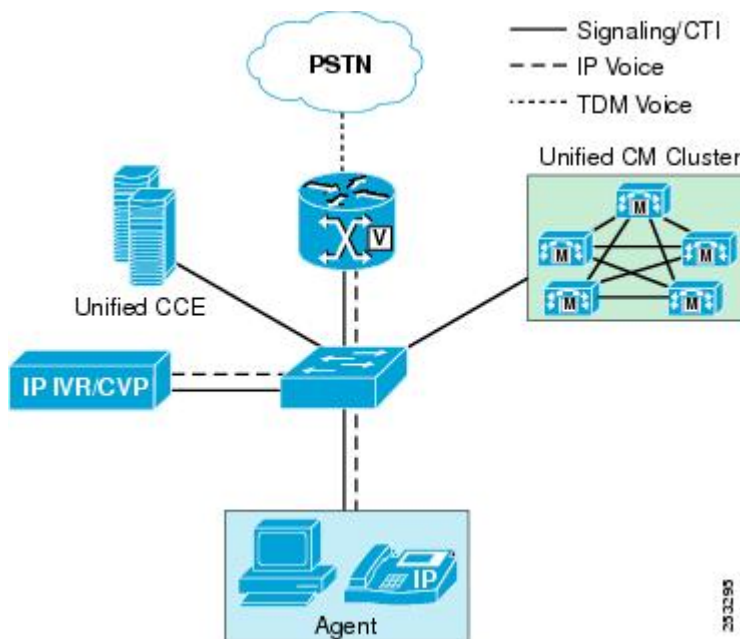 PSTN
Signaling/CTI
IP Voice
TDM Voice
Unified CM Cluster
M
M
M
M
M
V
Unified CCE
IP IVR/CVP
IP
Agent
253295